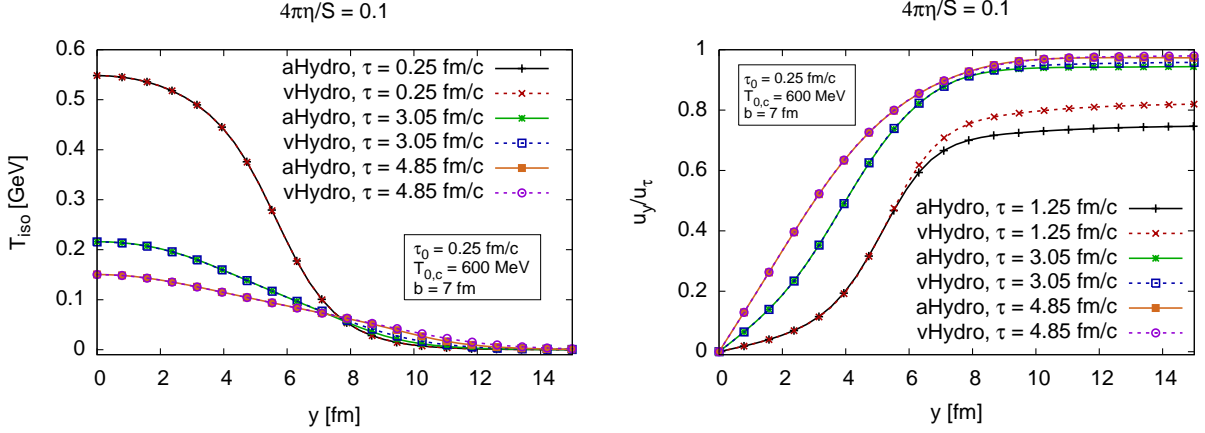 4πη/S = 0.1
T_iso [GeV]
0.6
0.5
0.4
0.3
0.2
0.1
0
aHydro, τ = 0.25 fm/c
vHydro, τ = 0.25 fm/c
aHydro, τ = 3.05 fm/c
vHydro, τ = 3.05 fm/c
aHydro, τ = 4.85 fm/c
vHydro, τ = 4.85 fm/c
τ_0 = 0.25 fm/c
T_0,c = 600 MeV
b = 7 fm
0 2 4 6 8 10 12 14
y [fm]
4πη/S = 0.1
u_y/u_τ
1
0.8
0.6
0.4
0.2
0
τ_0 = 0.25 fm/c
T_0,c = 600 MeV
b = 7 fm
aHydro, τ = 1.25 fm/c
vHydro, τ = 1.25 fm/c
aHydro, τ = 3.05 fm/c
vHydro, τ = 3.05 fm/c
aHydro, τ = 4.85 fm/c
vHydro, τ = 4.85 fm/c
0 2 4 6 8 10 12 14
y [fm]